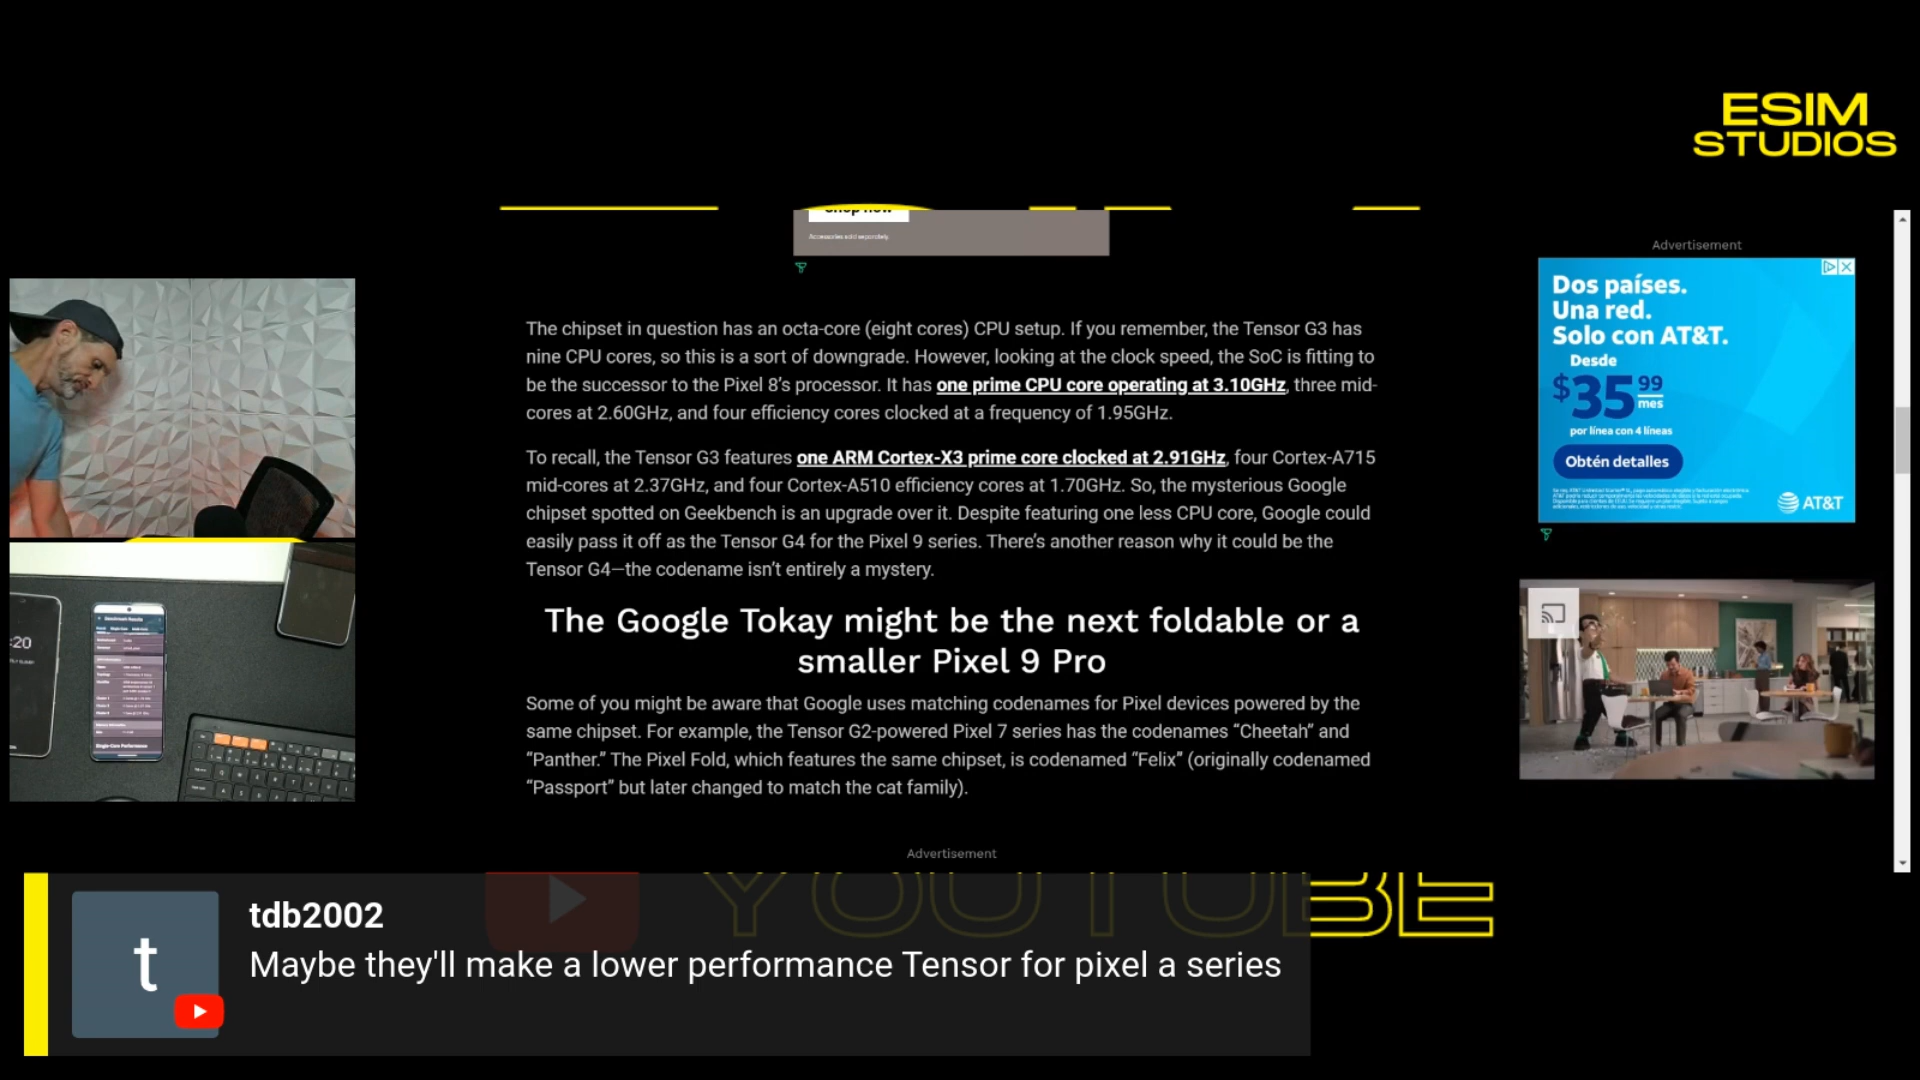 ESIM
STUDIOS
Shop now
Accessories sold separately.
Advertisement
Dos países.
Una red.
Solo con AT&T.
Desde
$35 99
mes
por línea con 4 líneas
Obtén detalles
AT&T
The chipset in question has an octa-core (eight cores) CPU setup. If you remember, the Tensor G3 has
nine CPU cores, so this is a sort of downgrade. However, looking at the clock speed, the SoC is fitting to
be the successor to the Pixel 8’s processor. It has one prime CPU core operating at 3.10GHz, three mid-
cores at 2.60GHz, and four efficiency cores clocked at a frequency of 1.95GHz.
To recall, the Tensor G3 features one ARM Cortex-X3 prime core clocked at 2.91GHz, four Cortex-A715
mid-cores at 2.37GHz, and four Cortex-A510 efficiency cores at 1.70GHz. So, the mysterious Google
chipset spotted on Geekbench is an upgrade over it. Despite featuring one less CPU core, Google could
easily pass it off as the Tensor G4 for the Pixel 9 series. There’s another reason why it could be the
Tensor G4—the codename isn’t entirely a mystery.
The Google Tokay might be the next foldable or a
smaller Pixel 9 Pro
Some of you might be aware that Google uses matching codenames for Pixel devices powered by the
same chipset. For example, the Tensor G2-powered Pixel 7 series has the codenames “Cheetah” and
“Panther.” The Pixel Fold, which features the same chipset, is codenamed “Felix” (originally codenamed
“Passport” but later changed to match the cat family).
Advertisement
:20
YOUTUBE
t
tdb2002
Maybe they'll make a lower performance Tensor for pixel a series